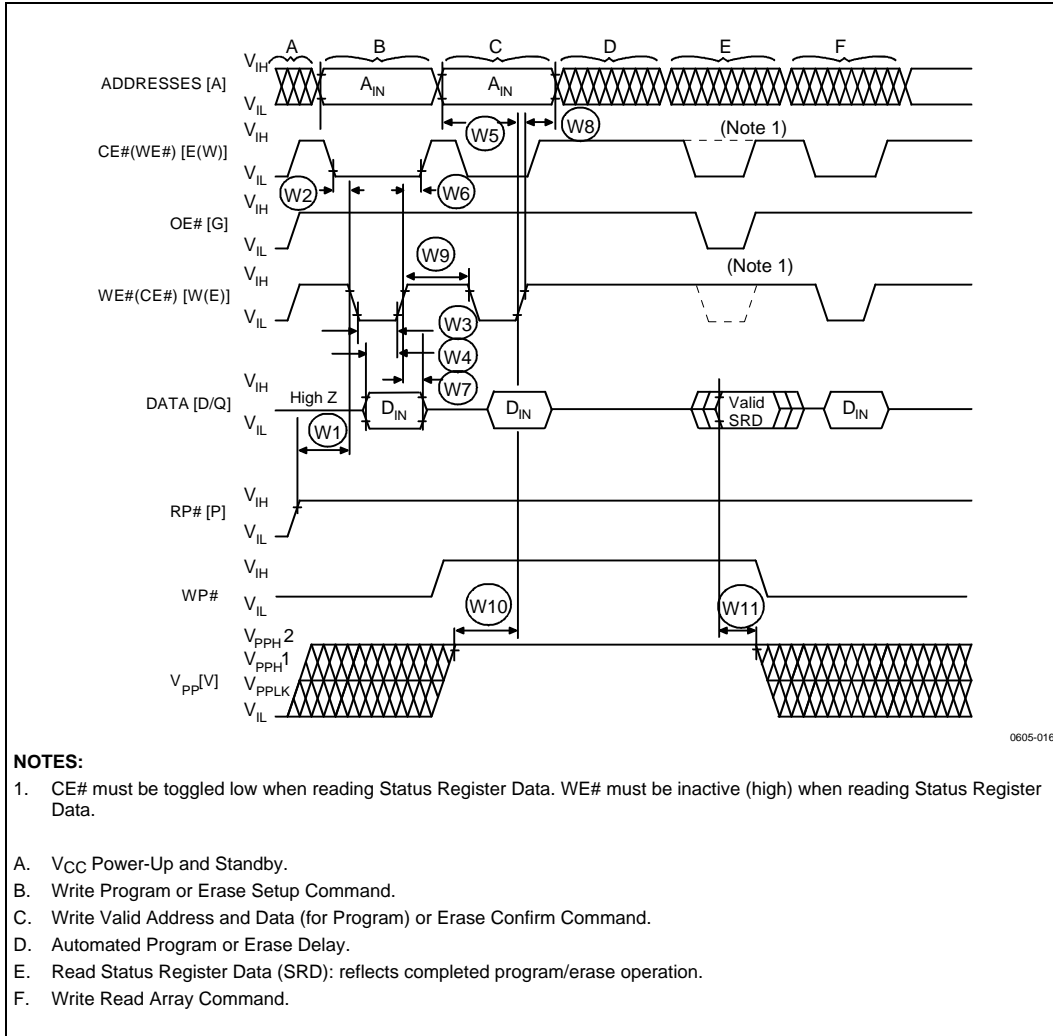 A B C D E F
VIH
ADDRESSES [A]
AIN AIN
VIL
W5 W8
VIH
(Note 1)
CE#(WE#) [E(W)]
VIL
W2 W6
VIH
OE# [G]
VIL
W9
(Note 1)
VIH
WE#(CE#) [W(E)]
VIL
W3
W4
W7
VIH
High Z
DATA [D/Q]
DIN DIN Valid SRD DIN
VIL
W1
VIH
RP# [P]
VIL
VIH
WP#
VIL
W10 W11
VPPH2
VPPH1
VPP[V]
VPPLK
VIL
0605-016
NOTES:
1. CE# must be toggled low when reading Status Register Data. WE# must be inactive (high) when reading Status Register
Data.
A. VCC Power-Up and Standby.
B. Write Program or Erase Setup Command.
C. Write Valid Address and Data (for Program) or Erase Confirm Command.
D. Automated Program or Erase Delay.
E. Read Status Register Data (SRD): reflects completed program/erase operation.
F. Write Read Array Command.